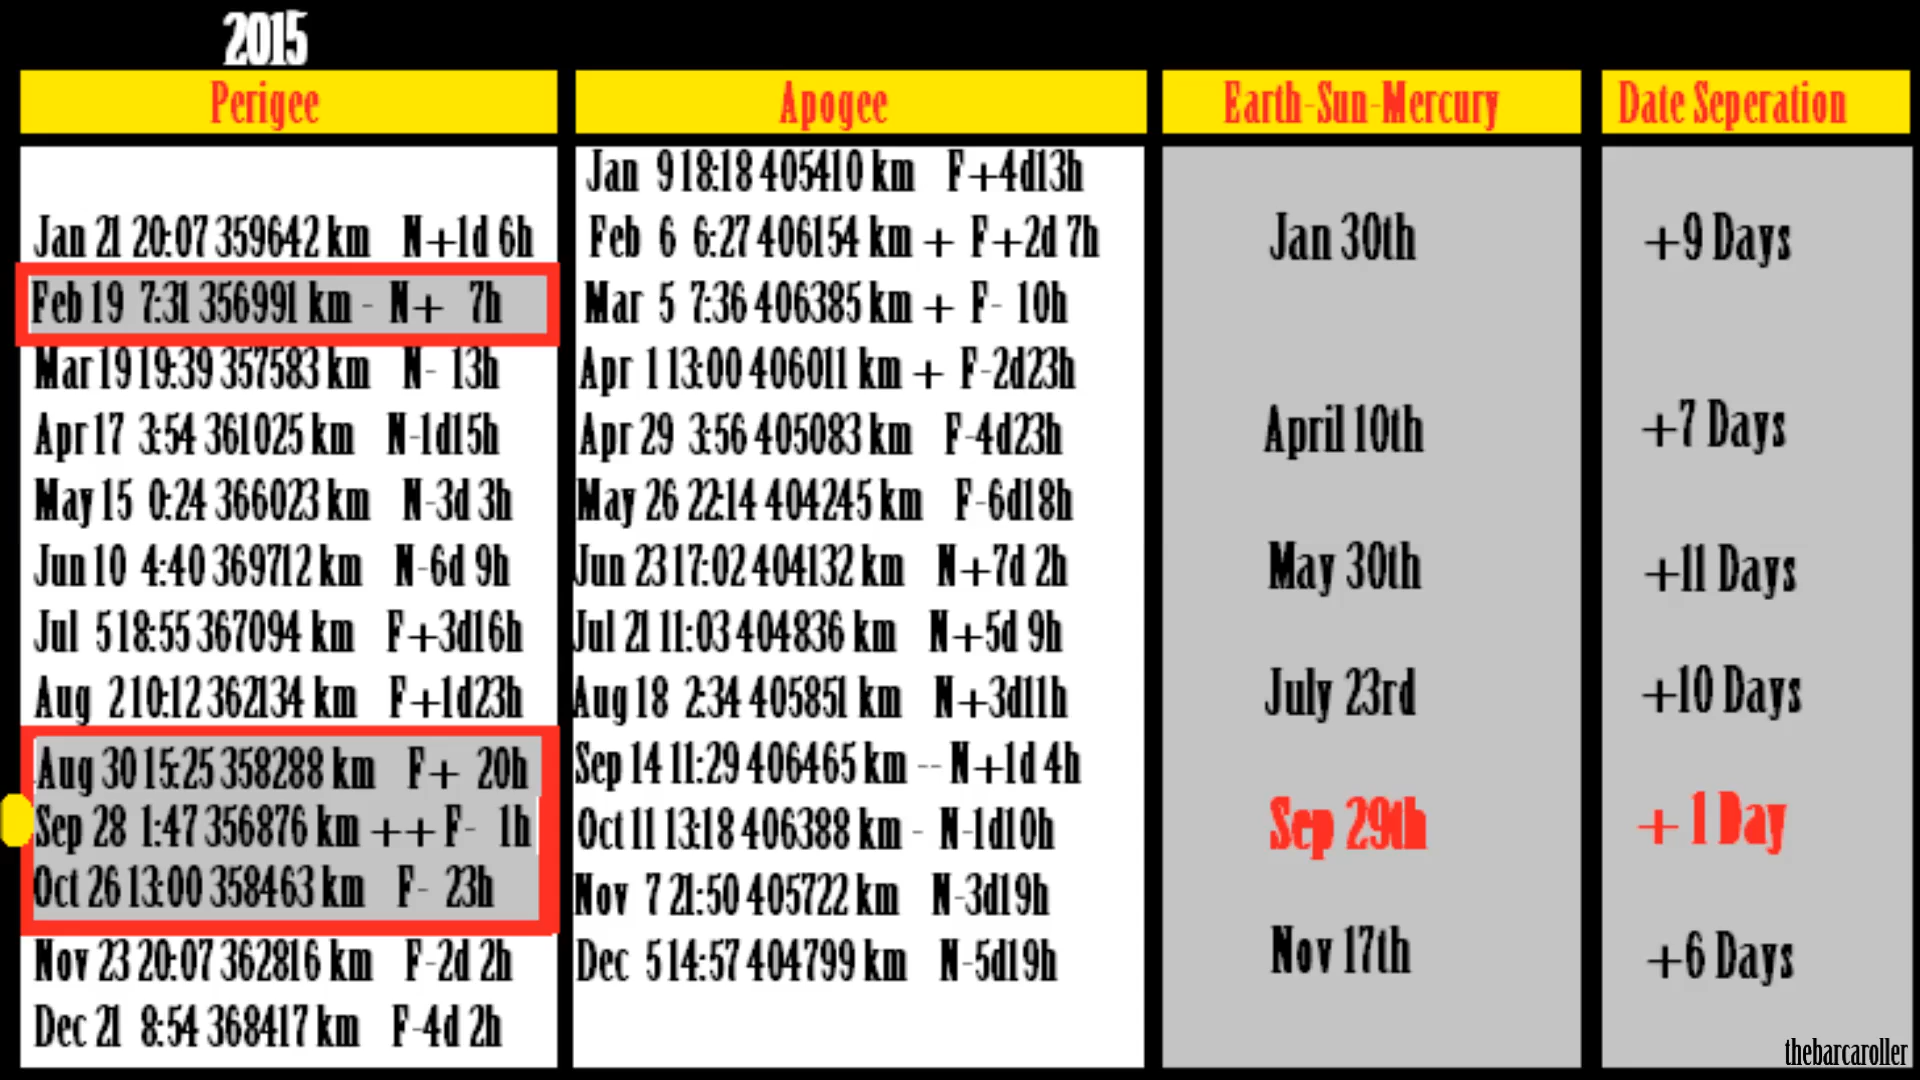 2015
Perigee
Apogee
Earth-Sun-Mercury
Date Seperation
Jan 21 20:07 359642 km N+1d 6h
Feb 19 7:31 356991 km - N+ 7h
Mar 19 19:39 357583 km N- 13h
Apr 17 3:54 361025 km N-1d15h
May 15 0:24 366023 km N-3d 3h
Jun 10 4:40 369712 km N-6d 9h
Jul 5 18:55 367094 km F+3d16h
Aug 2 10:12 362134 km F+1d23h
Aug 30 15:25 358288 km F+ 20h
Sep 28 1:47 356876 km ++ F- 1h
Oct 26 13:00 358463 km F- 23h
Nov 23 20:07 362816 km F-2d 2h
Dec 21 8:54 368417 km F-4d 2h
Jan 9 18:18 405410 km F+4d13h
Feb 6 6:27 406154 km + F+2d 7h
Mar 5 7:36 406385 km + F- 10h
Apr 1 13:00 406011 km + F-2d23h
Apr 29 3:56 405083 km F-4d23h
May 26 22:14 404245 km F-6d18h
Jun 23 17:02 404132 km N+7d 2h
Jul 21 11:03 404836 km N+5d 9h
Aug 18 2:34 405851 km N+3d11h
Sep 14 11:29 406465 km -- N+1d 4h
Oct 11 13:18 406388 km - N-1d10h
Nov 7 21:50 405722 km N-3d19h
Dec 5 14:57 404799 km N-5d19h
Jan 30th
April 10th
May 30th
July 23rd
Sep 29th
Nov 17th
+9 Days
+7 Days
+11 Days
+10 Days
+ 1 Day
+6 Days
thebarcaroller